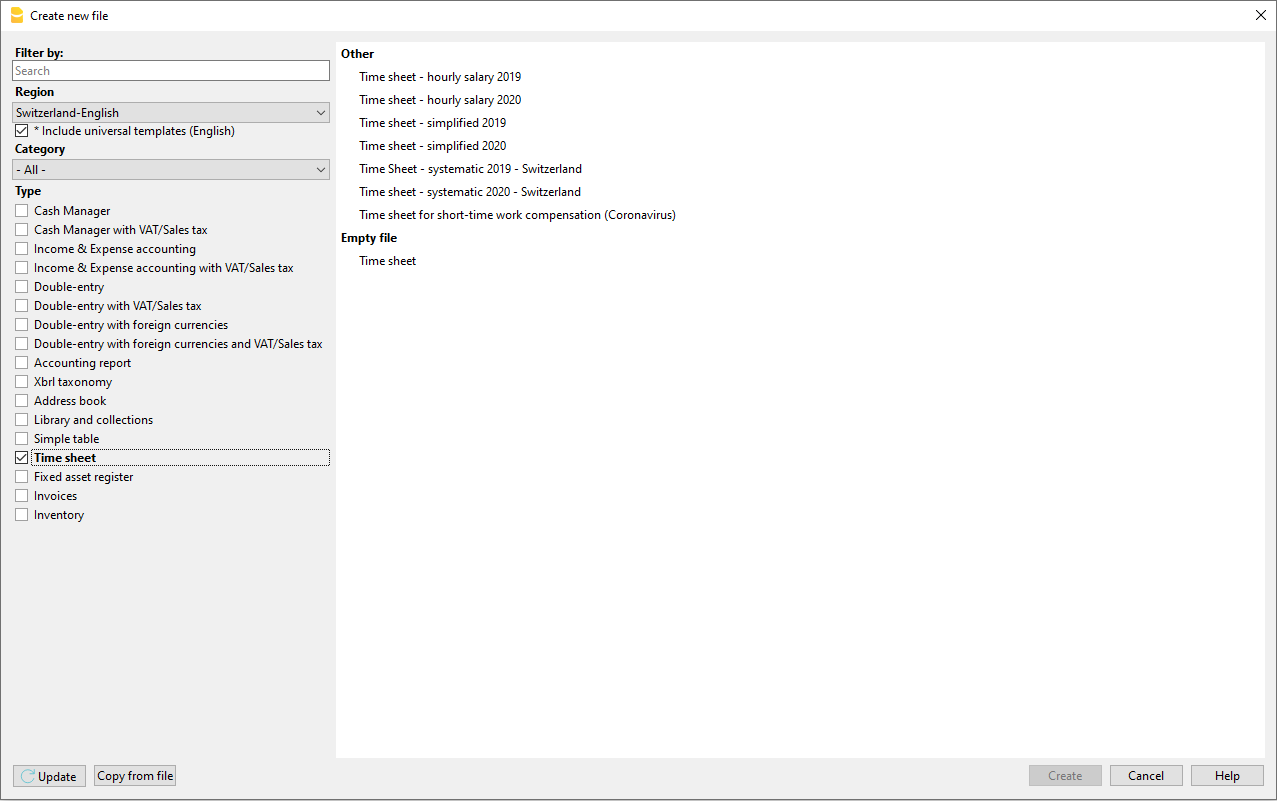 Create new file
Filter by:
Search
Region
Switzerland-English
* Include universal templates (English)
Category
- All -
Type
Cash Manager
Cash Manager with VAT/Sales tax
Income & Expense accounting
Income & Expense accounting with VAT/Sales tax
Double-entry
Double-entry with VAT/Sales tax
Double-entry with foreign currencies
Double-entry with foreign currencies and VAT/Sales tax
Accounting report
Xbrl taxonomy
Address book
Library and collections
Simple table
Time sheet
Fixed asset register
Invoices
Inventory
Other
Time sheet - hourly salary 2019
Time sheet - hourly salary 2020
Time sheet - simplified 2019
Time sheet - simplified 2020
Time Sheet - systematic 2019 - Switzerland
Time sheet - systematic 2020 - Switzerland
Time sheet for short-time work compensation (Coronavirus)
Empty file
Time sheet
Update
Copy from file
Create
Cancel
Help